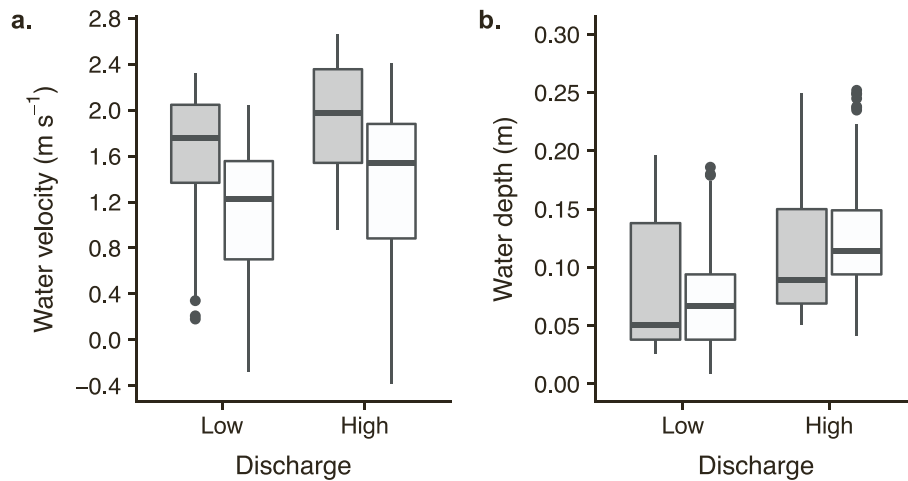 a.
Water velocity (m s⁻¹)
2.8
2.4
2.0
1.6
1.2
0.8
0.4
0.0
−0.4
Low High
Discharge
b.
Water depth (m)
0.30
0.25
0.20
0.15
0.10
0.05
0.00
Low High
Discharge